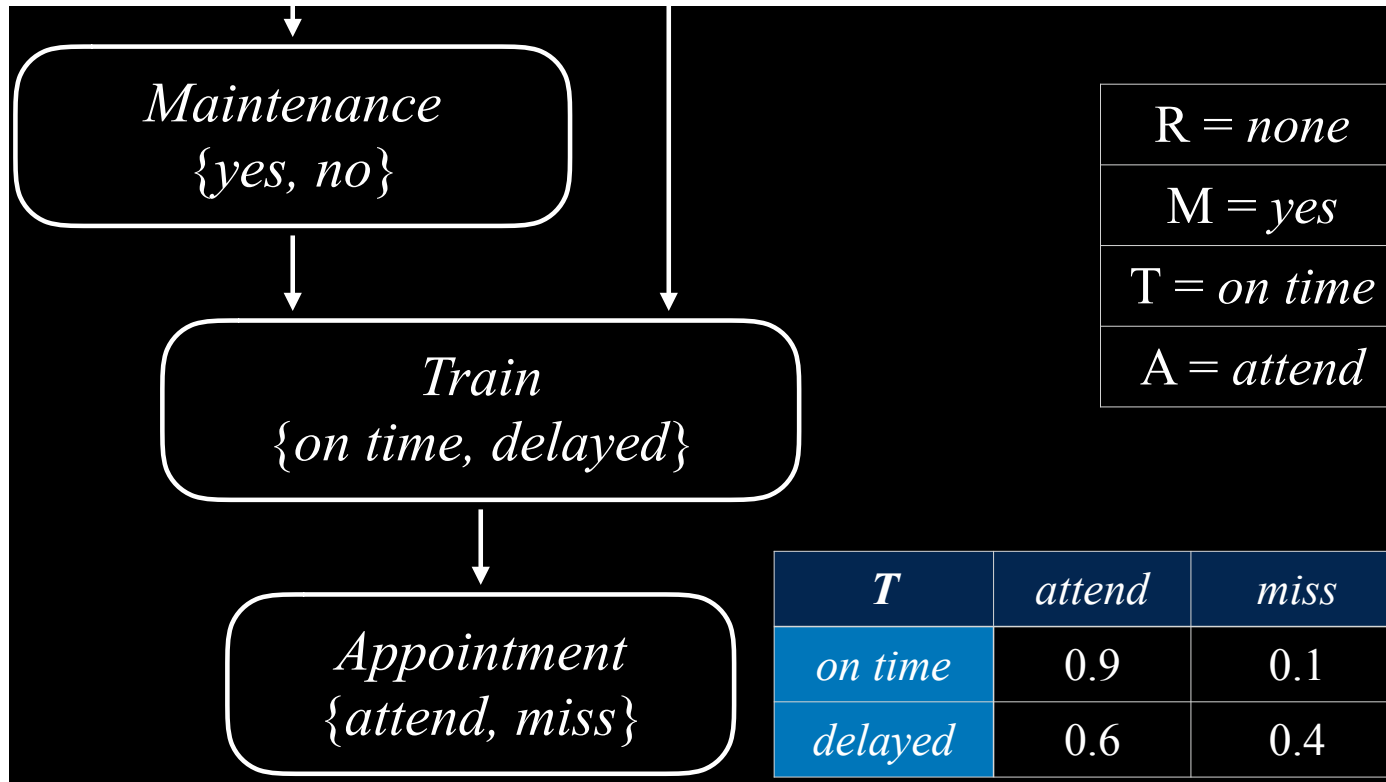 Maintenance
{yes, no}
R = none
M = yes
T = on time
A = attend
Train
{on time, delayed}
Appointment
{attend, miss}
T attend miss
on time 0.9 0.1
delayed 0.6 0.4